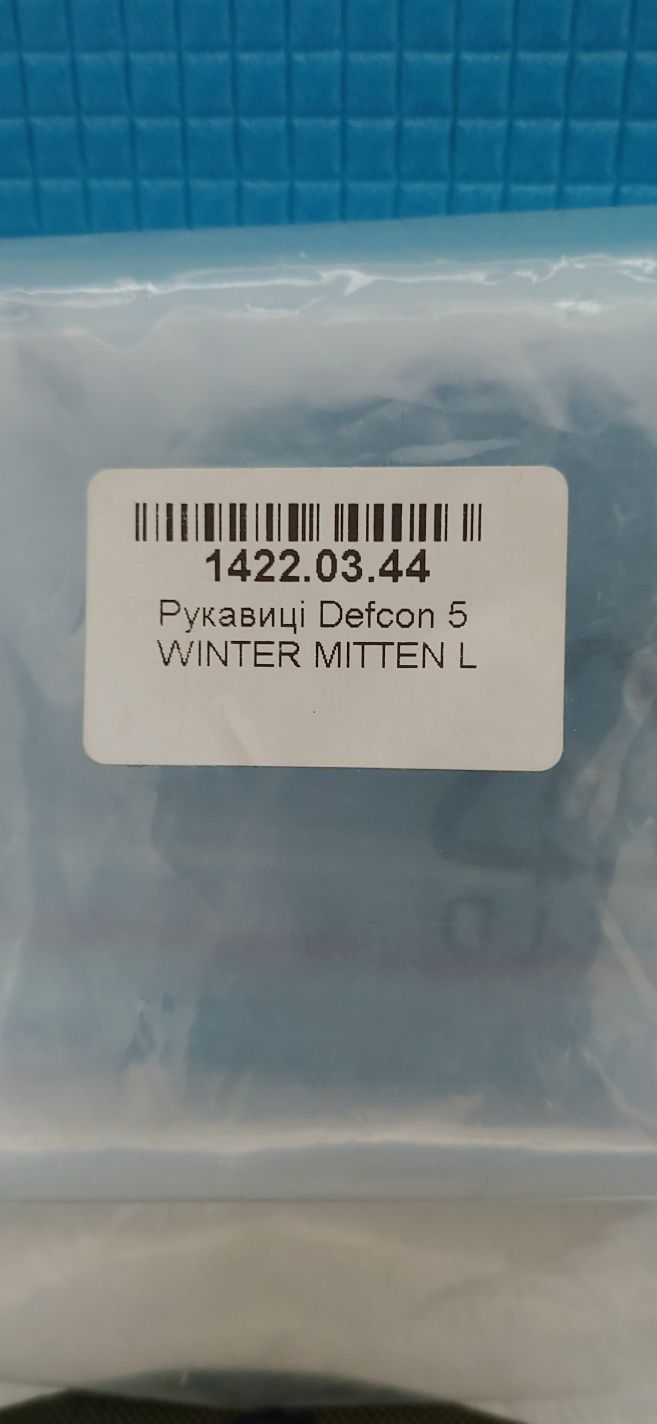 1422.03.44
Рукавиці Defcon 5
WINTER MITTEN L